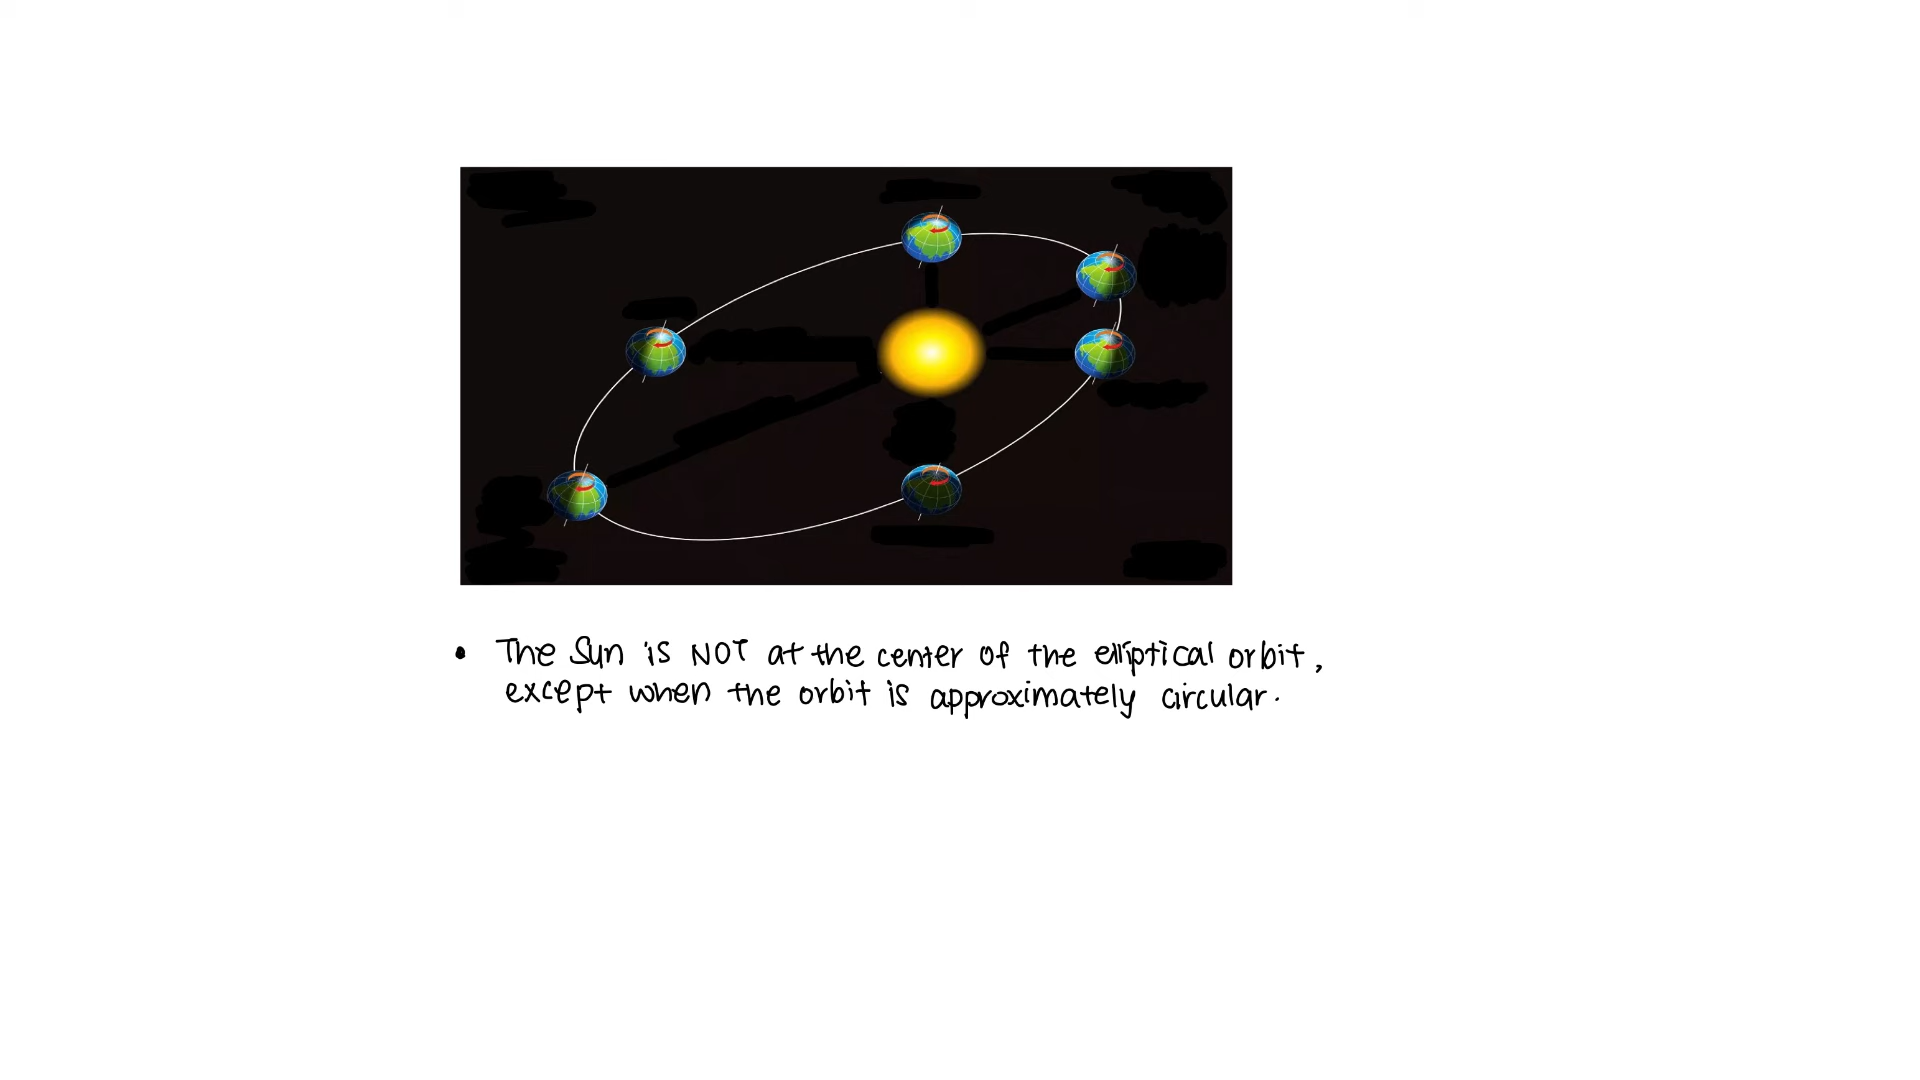 • The Sun is NOT at the center of the elliptical orbit,
except when the orbit is approximately circular.